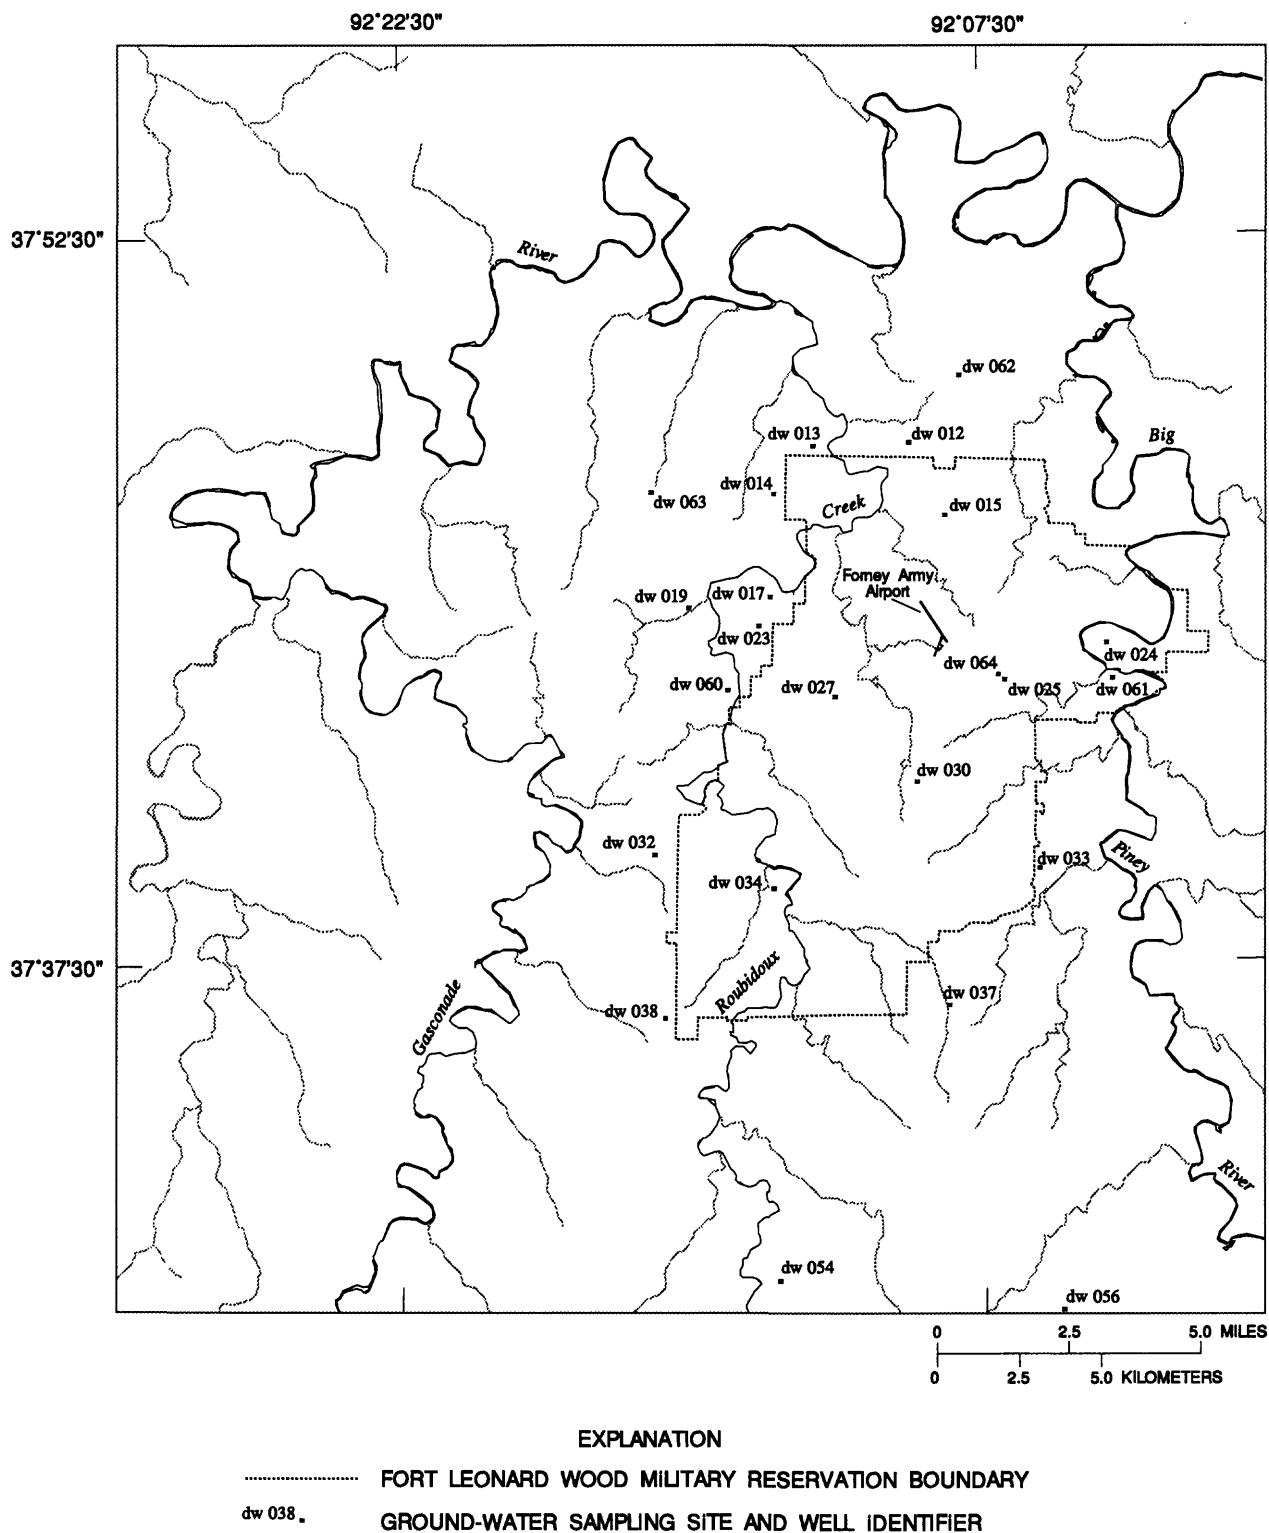 92°22'30" 92°07'30"
37°52'30"
River
dw 062
dw 013
dw 012
Big
dw 014
dw 063
Creek
dw 015
Forney Army
Airport
dw 019
dw 017
dw 023
dw 024
dw 064
dw 060
dw 027
dw 025
dw 061
dw 030
dw 032
dw 033
Piney
dw 034
37°37'30"
Roubidoux
Gasconade
dw 037
dw 038
River
dw 054
dw 056
0 2.5 5.0 MILES
0 2.5 5.0 KILOMETERS
EXPLANATION
FORT LEONARD WOOD MILITARY RESERVATION BOUNDARY
dw 038
GROUND-WATER SAMPLING SITE AND WELL IDENTIFIER